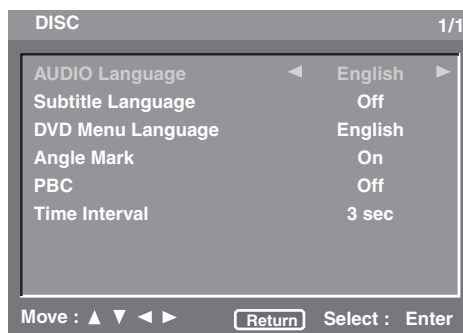 DISC 1/1
AUDIO Language ◀ English ▶
Subtitle Language Off
DVD Menu Language English
Angle Mark On
PBC Off
Time Interval 3 sec
Move : ▲ ▼ ◀ ▶ Return Select : Enter